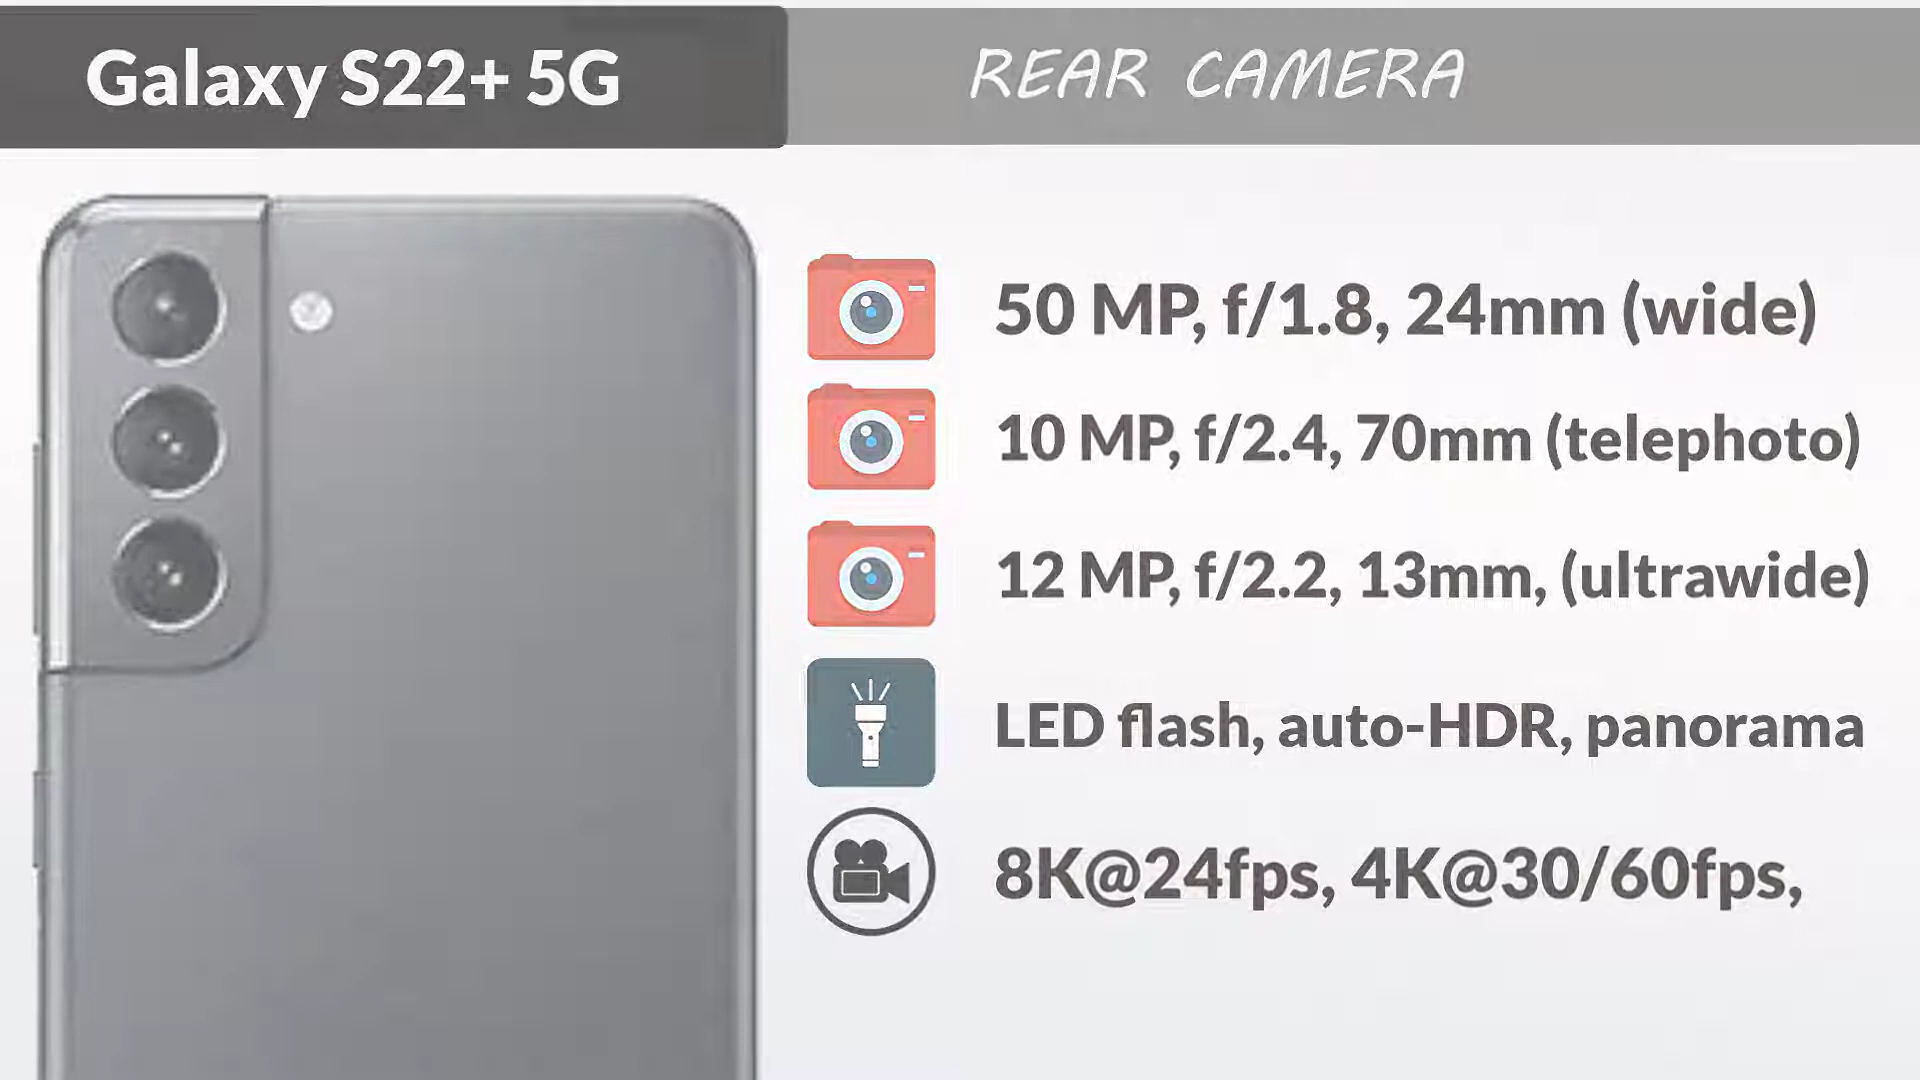 Galaxy S22+ 5G
REAR CAMERA
50 MP, f/1.8, 24mm (wide)
10 MP, f/2.4, 70mm (telephoto)
12 MP, f/2.2, 13mm, (ultrawide)
LED flash, auto-HDR, panorama
8K@24fps, 4K@30/60fps,